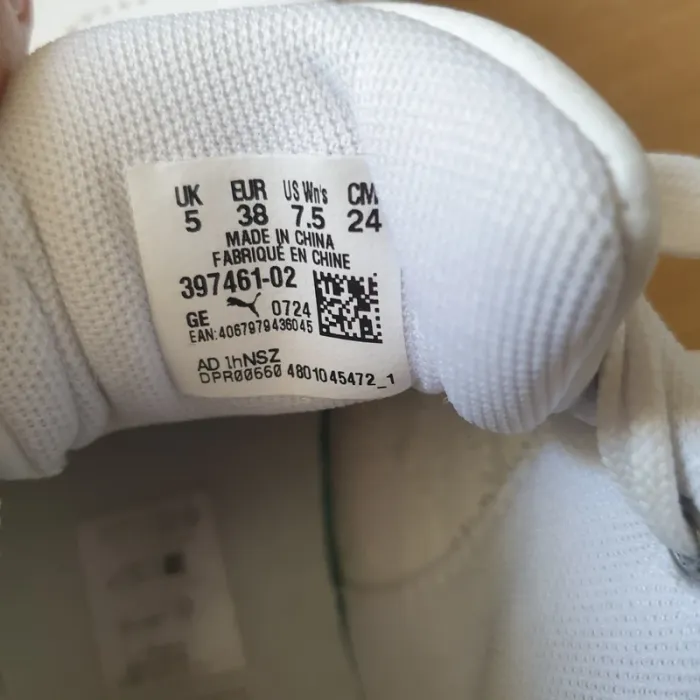 UK EUR US Wn's CM
5 38 7.5 24
MADE IN CHINA
FABRIQUÉ EN CHINE
397461-02
GE 0724
EAN:4067979436045
AD 1hNSZ
DPR00660 4801045472_1